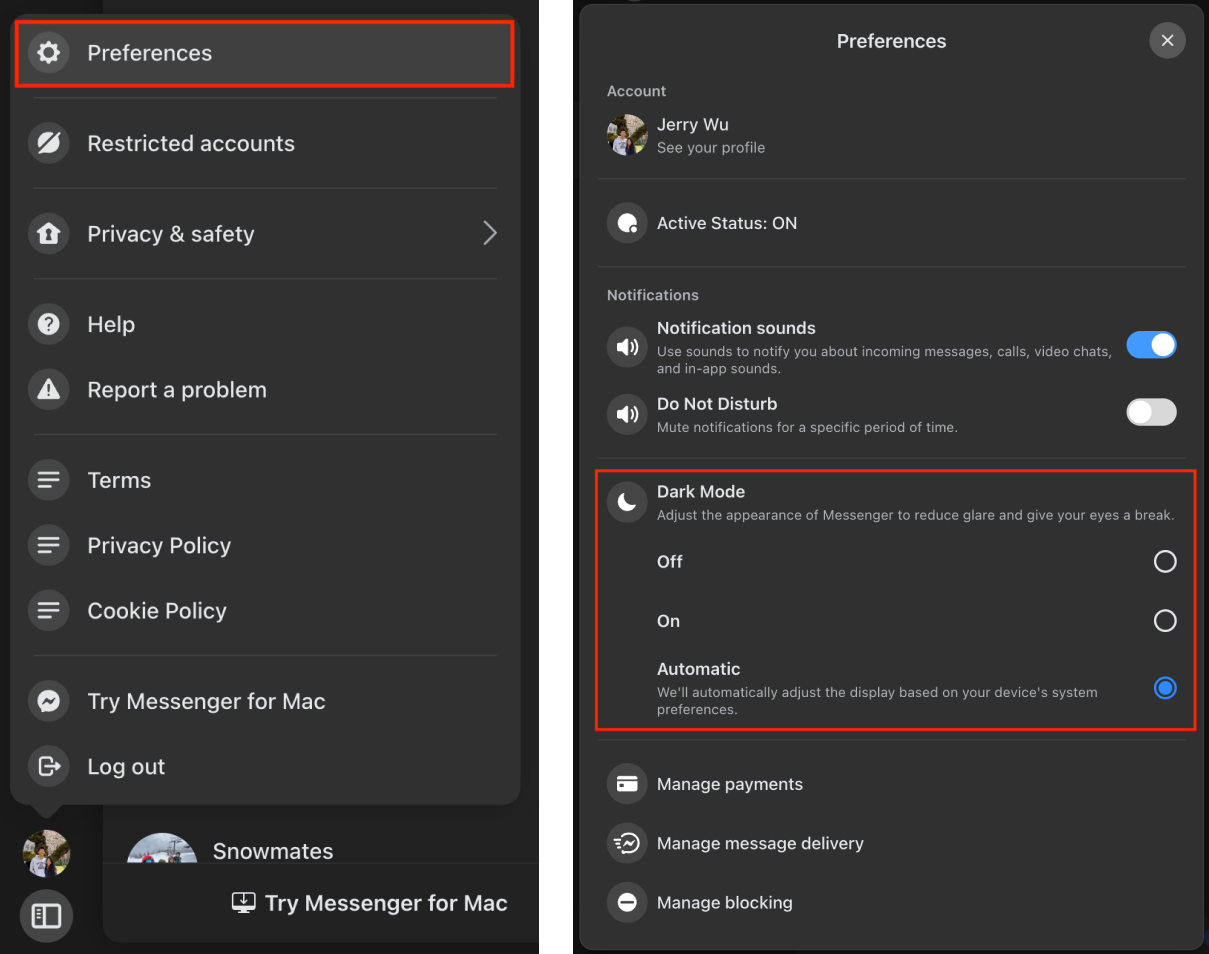 Preferences
Restricted accounts
Privacy & safety
Help
Report a problem
Terms
Privacy Policy
Cookie Policy
Try Messenger for Mac
Log out
Snowmates
Try Messenger for Mac
Preferences
Account
Jerry Wu
See your profile
Active Status: ON
Notifications
Notification sounds
Use sounds to notify you about incoming messages, calls, video chats,
and in-app sounds.
Do Not Disturb
Mute notifications for a specific period of time.
Dark Mode
Adjust the appearance of Messenger to reduce glare and give your eyes a break.
Off
On
Automatic
We'll automatically adjust the display based on your device's system
preferences.
Manage payments
Manage message delivery
Manage blocking